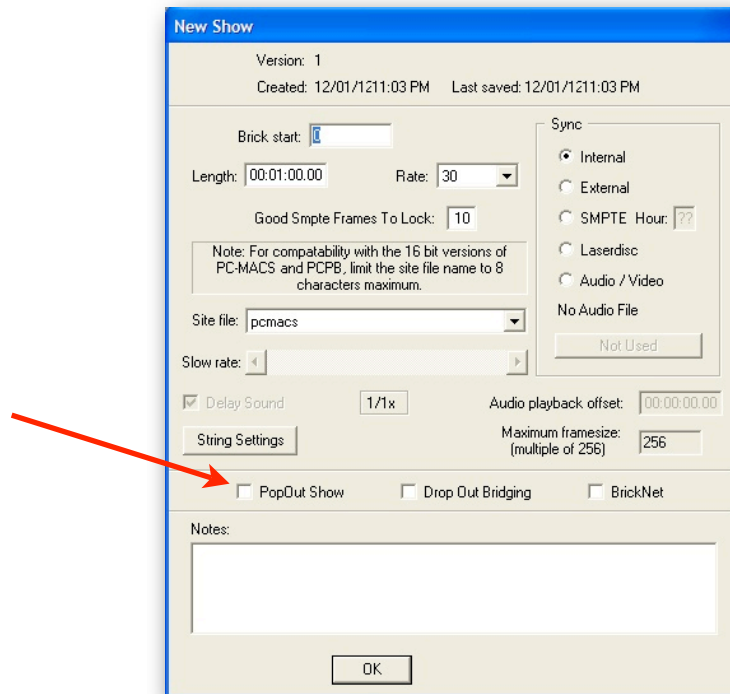 New Show
Version: 1
Created: 12/01/1211:03 PM Last saved: 12/01/1211:03 PM
Brick start: 0
Sync
Internal
Length: 00:01:00.00 Rate: 30
External
Good Smpte Frames To Lock: 10
SMPTE Hour: ??
Note: For compatability with the 16 bit versions of
PC-MACS and PCPB, limit the site file name to 8
characters maximum.
Laserdisc
Audio / Video
No Audio File
Site file: pcmacs
Not Used
Slow rate:
Delay Sound 1/1x Audio playback offset: 00:00:00.00
String Settings
Maximum framesize:
(multiple of 256) 256
PopOut Show Drop Out Bridging BrickNet
Notes:
OK